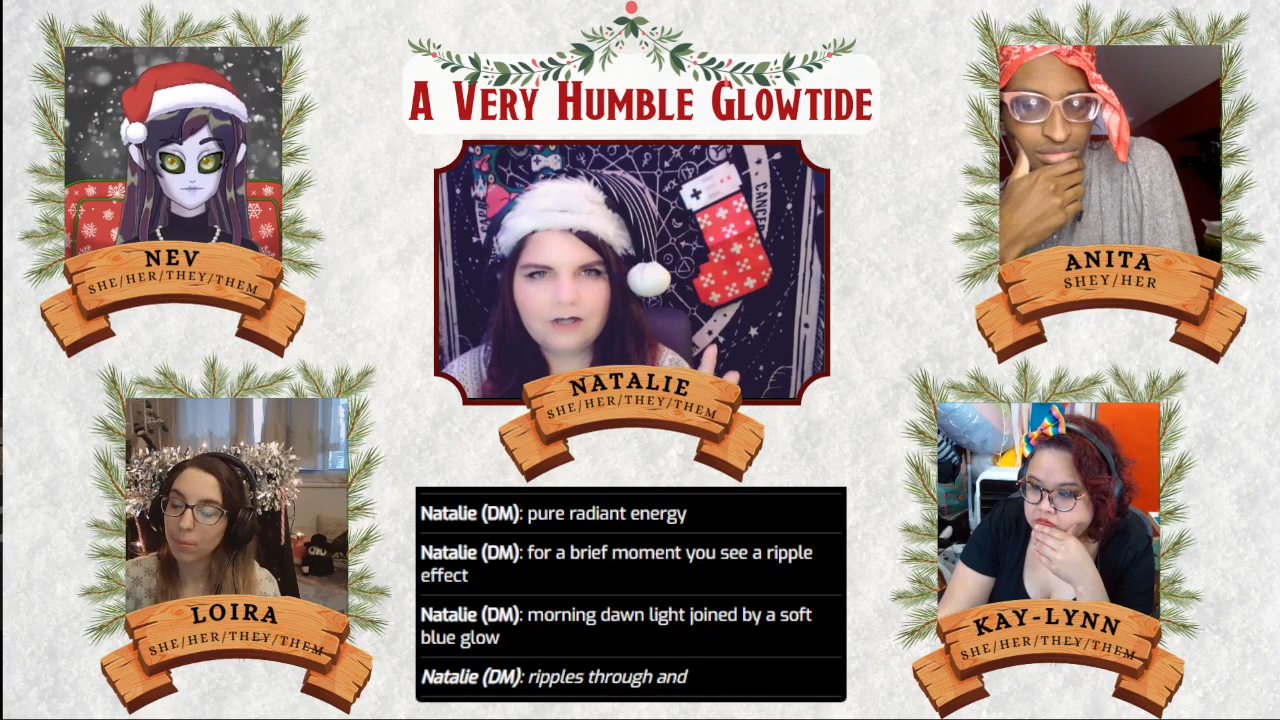 A VERY HUMBLE GLOWTIDE
NEV
SHE/HER/THEY/THEM
CANCE
ANITA
SHEY/HER
NATALIE
SHE/HER/THEY/THEM
LOIRA
SHE/HER/THEY/THEM
KAY-LYNN
SHE/HER/THEY/THEM
Natalie (DM): pure radiant energy
Natalie (DM): for a brief moment you see a ripple
effect
Natalie (DM): morning dawn light joined by a soft
blue glow
Natalie (DM): ripples through and